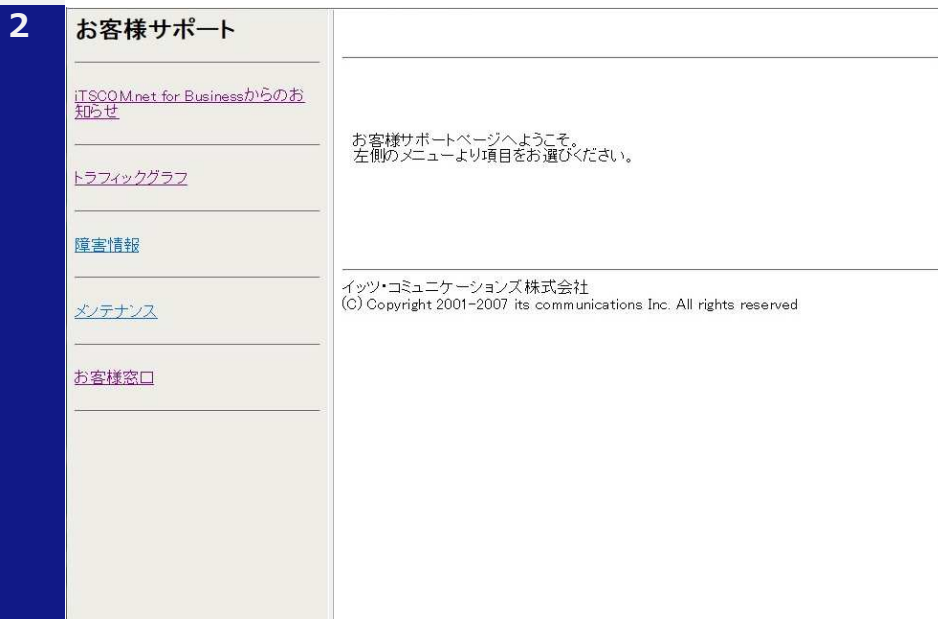 2
お客様サポート
iTSCOM.net for Businessからのお
知らせ
トラフィックグラフ
障害情報
メンテナンス
お客様窓口
お客様サポートページへようこそ。
左側のメニューより項目をお選びください。
イッツ・コミュニケーションズ株式会社
(C) Copyright 2001-2007 its communications Inc. All rights reserved